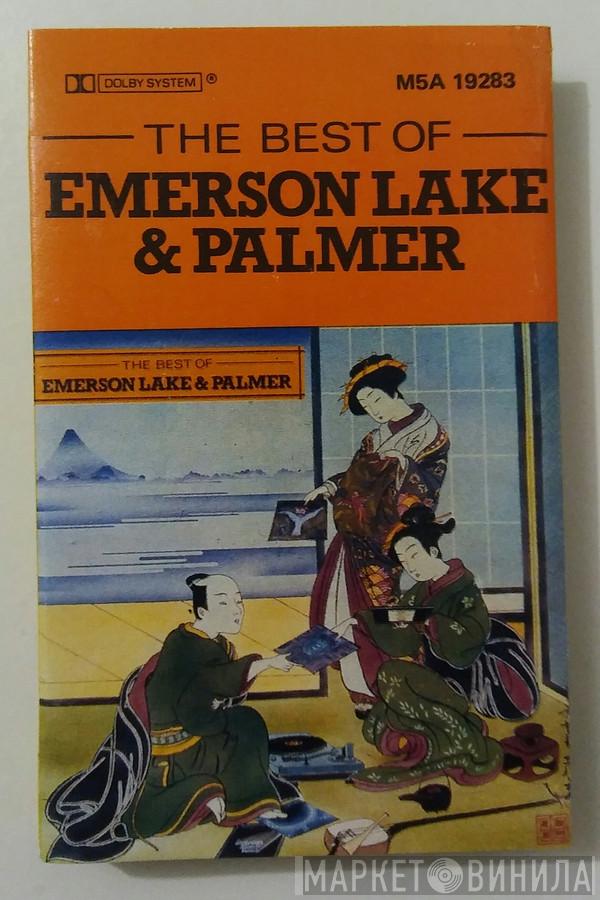 DOLBY SYSTEM ®
M5A 19283
THE BEST OF
EMERSON LAKE
& PALMER
THE BEST OF
EMERSON LAKE & PALMER
МАРКЕТ ВИНИЛА